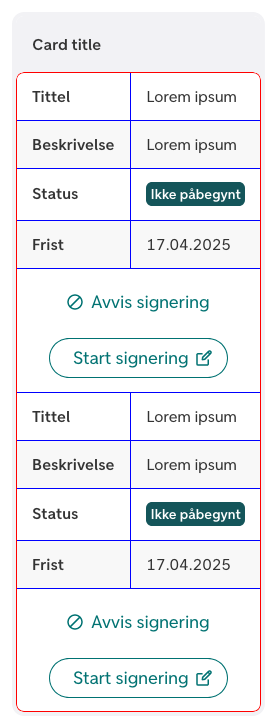 Card title
Tittel Lorem ipsum
Beskrivelse Lorem ipsum
Status Ikke påbegynt
Frist 17.04.2025
Avvis signering
Start signering
Tittel Lorem ipsum
Beskrivelse Lorem ipsum
Status Ikke påbegynt
Frist 17.04.2025
Avvis signering
Start signering